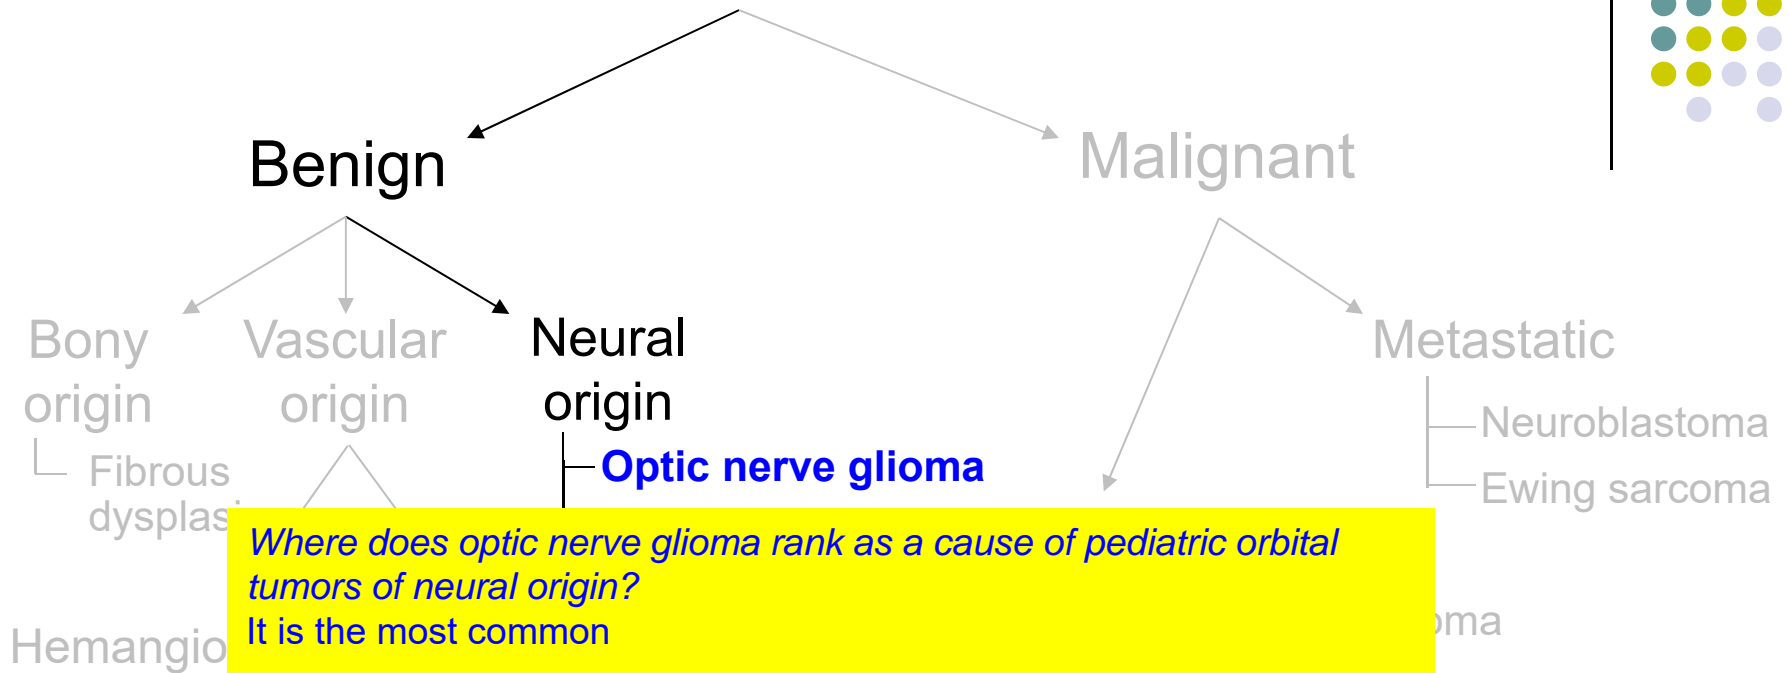 Benign
Malignant
Bony
origin
Vascular
origin
Neural
origin
Metastatic
Fibrous
Optic nerve glioma
Neuroblastoma
Ewing sarcoma
Where does optic nerve glioma rank as a cause of pediatric orbital
tumors of neural origin?
It is the most common